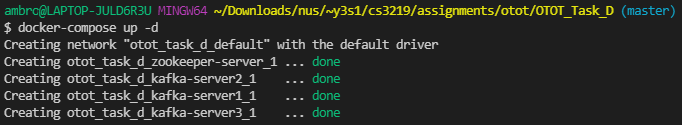 ambrc@LAPTOP-JULD6R3U MINGW64 ~/Downloads/nus/~y3s1/cs3219/assignments/otot/OTOT_Task_D (master)
$ docker-compose up -d
Creating network "otot_task_d_default" with the default driver
Creating otot_task_d_zookeeper-server_1 ... done
Creating otot_task_d_kafka-server2_1    ... done
Creating otot_task_d_kafka-server1_1    ... done
Creating otot_task_d_kafka-server3_1    ... done